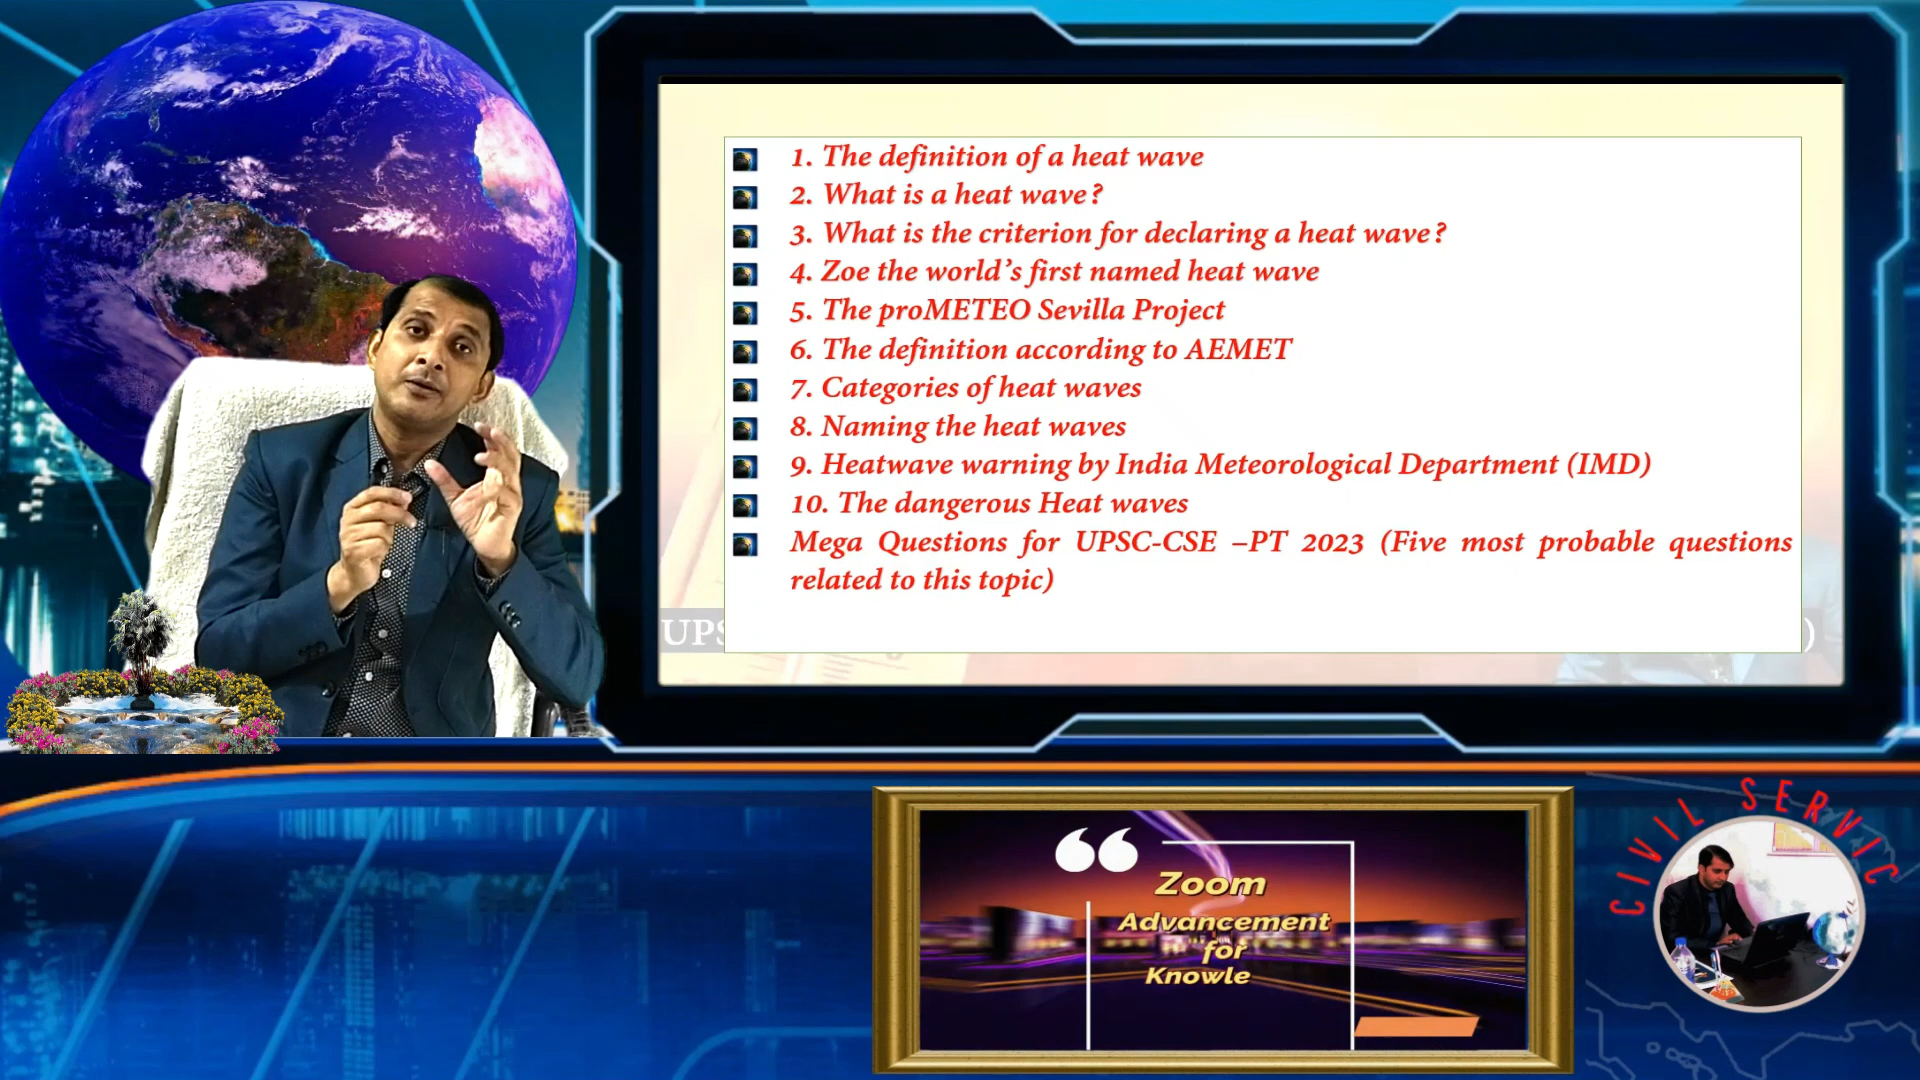 1. The definition of a heat wave
2. What is a heat wave?
3. What is the criterion for declaring a heat wave?
4. Zoe the world's first named heat wave
5. The proMETEO Sevilla Project
6. The definition according to AEMET
7. Categories of heat waves
8. Naming the heat waves
9. Heatwave warning by India Meteorological Department (IMD)
10. The dangerous Heat waves
Mega Questions for UPSC-CSE –PT 2023 (Five most probable questions
related to this topic)
UPS )
“
Zoom
Advancement
for
Knowle
CIVIL SERVIC